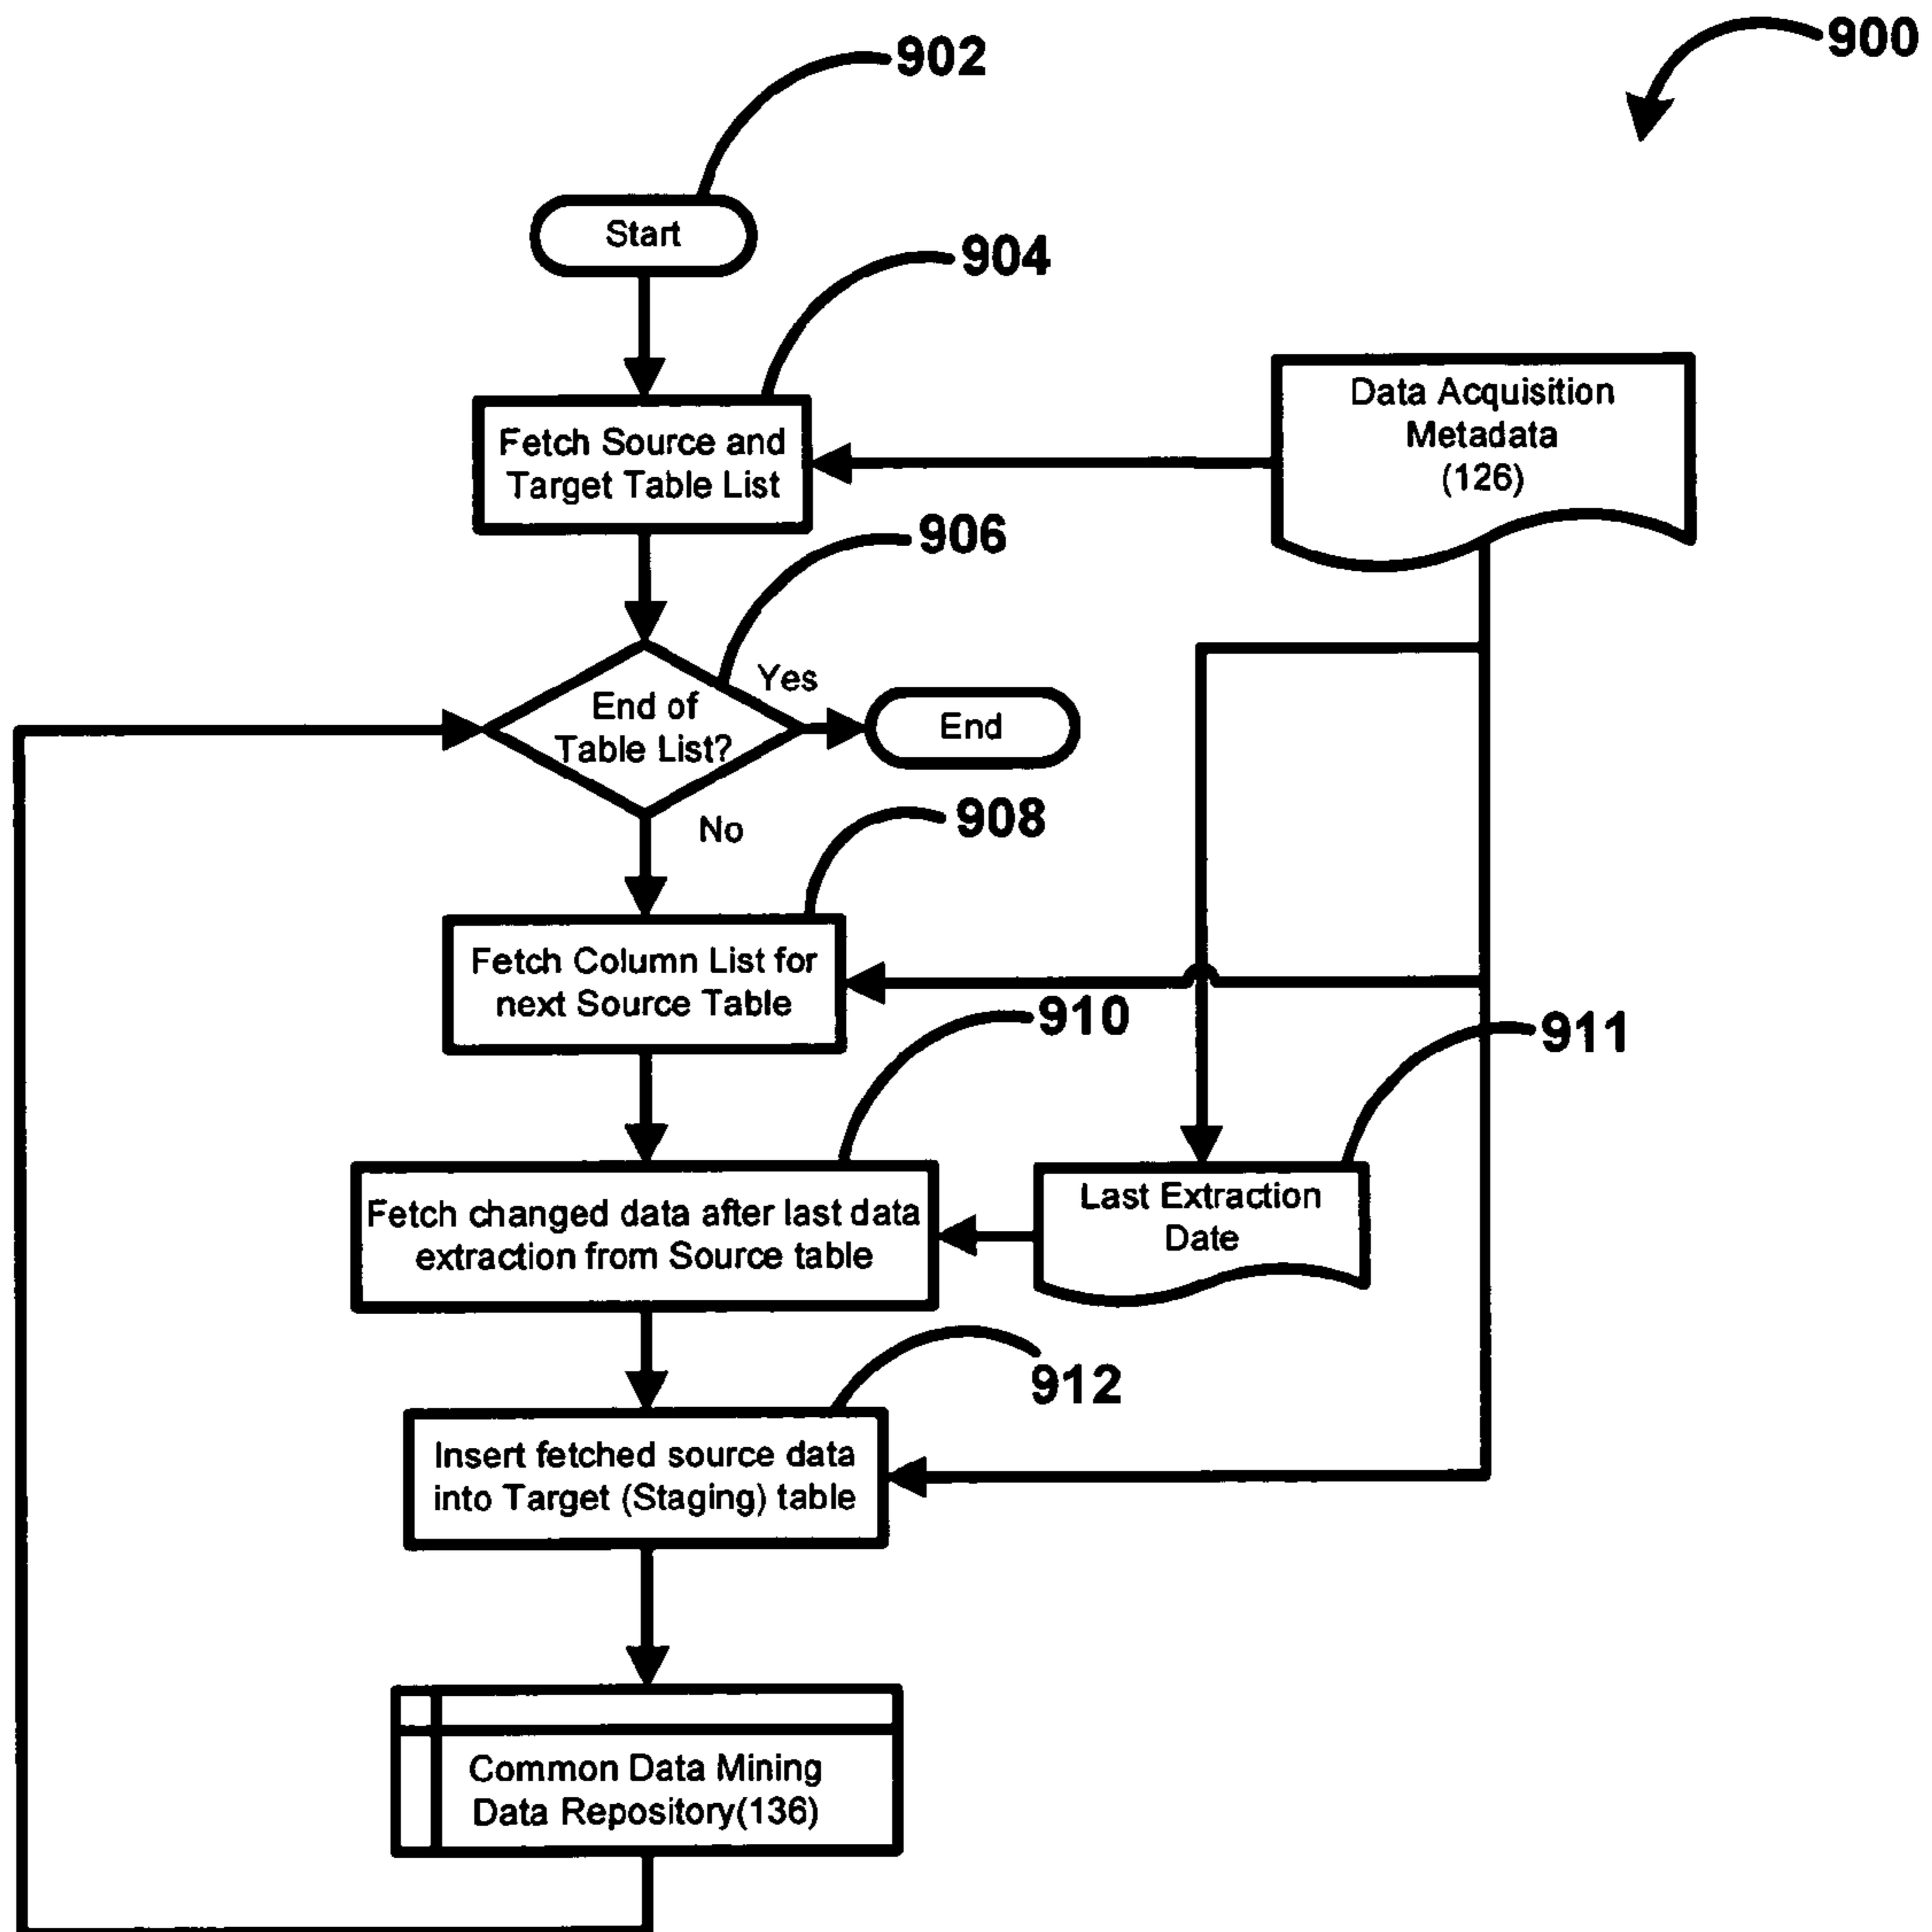 900
902
Start
904
Fetch Source and
Target Table List
Data Acquisition
Metadata
(126)
906
Yes
End of
Table List?
End
No
908
Fetch Column List for
next Source Table
910
911
Fetch changed data after last data
extraction from Source table
Last Extraction
Date
912
Insert fetched source data
into Target (Staging) table
Common Data Mining
Data Repository(136)